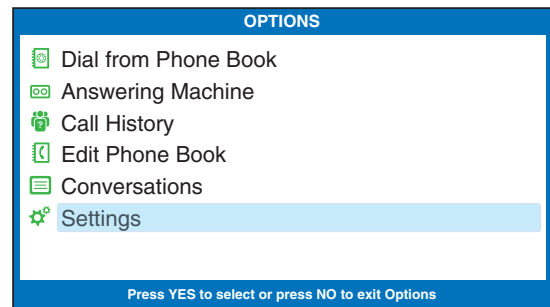 OPTIONS
Dial from Phone Book
Answering Machine
Call History
Edit Phone Book
Conversations
Settings
Press YES to select or press NO to exit Options